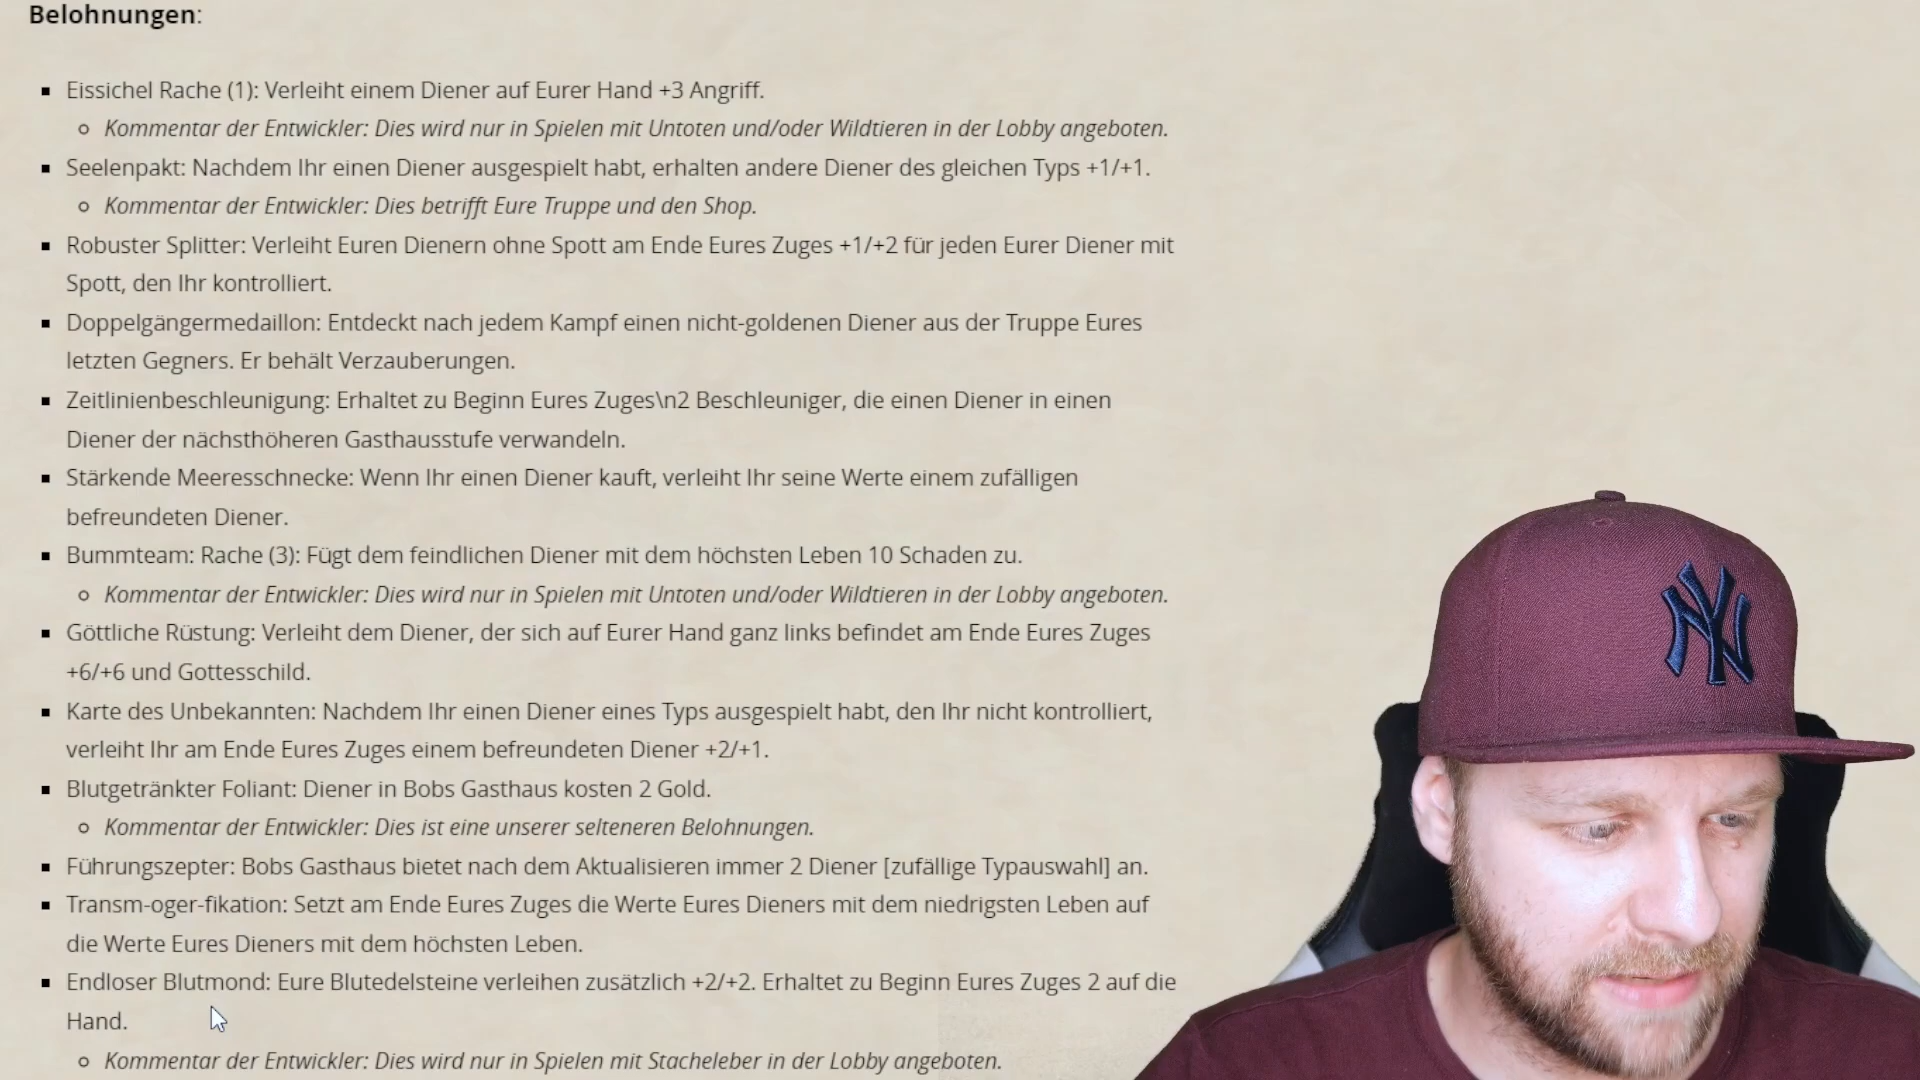 Belohnungen:
▪ Eissichel Rache (1): Verleiht einem Diener auf Eurer Hand +3 Angriff.
○ Kommentar der Entwickler: Dies wird nur in Spielen mit Untoten und/oder Wildtieren in der Lobby angeboten.
▪ Seelenpakt: Nachdem Ihr einen Diener ausgespielt habt, erhalten andere Diener des gleichen Typs +1/+1.
○ Kommentar der Entwickler: Dies betrifft Eure Truppe und den Shop.
▪ Robuster Splitter: Verleiht Euren Dienern ohne Spott am Ende Eures Zuges +1/+2 für jeden Eurer Diener mit
Spott, den Ihr kontrolliert.
▪ Doppelgängermedaillon: Entdeckt nach jedem Kampf einen nicht-goldenen Diener aus der Truppe Eures
letzten Gegners. Er behält Verzauberungen.
▪ Zeitlinienbeschleunigung: Erhaltet zu Beginn Eures Zuges\n2 Beschleuniger, die einen Diener in einen
Diener der nächsthöheren Gasthausstufe verwandeln.
▪ Stärkende Meeresschnecke: Wenn Ihr einen Diener kauft, verleiht Ihr seine Werte einem zufälligen
befreundeten Diener.
▪ Bummteam: Rache (3): Fügt dem feindlichen Diener mit dem höchsten Leben 10 Schaden zu.
○ Kommentar der Entwickler: Dies wird nur in Spielen mit Untoten und/oder Wildtieren in der Lobby angeboten.
▪ Göttliche Rüstung: Verleiht dem Diener, der sich auf Eurer Hand ganz links befindet am Ende Eures Zuges
+6/+6 und Gottesschild.
▪ Karte des Unbekannten: Nachdem Ihr einen Diener eines Typs ausgespielt habt, den Ihr nicht kontrolliert,
verleiht Ihr am Ende Eures Zuges einem befreundeten Diener +2/+1.
▪ Blutgetränkter Foliant: Diener in Bobs Gasthaus kosten 2 Gold.
○ Kommentar der Entwickler: Dies ist eine unserer selteneren Belohnungen.
▪ Führungszepter: Bobs Gasthaus bietet nach dem Aktualisieren immer 2 Diener [zufällige Typauswahl] an.
▪ Transm-oger-fikation: Setzt am Ende Eures Zuges die Werte Eures Dieners mit dem niedrigsten Leben auf
die Werte Eures Dieners mit dem höchsten Leben.
▪ Endloser Blutmond: Eure Blutedelsteine verleihen zusätzlich +2/+2. Erhaltet zu Beginn Eures Zuges 2 auf die
Hand.
○ Kommentar der Entwickler: Dies wird nur in Spielen mit Stacheleber in der Lobby angeboten.
NY